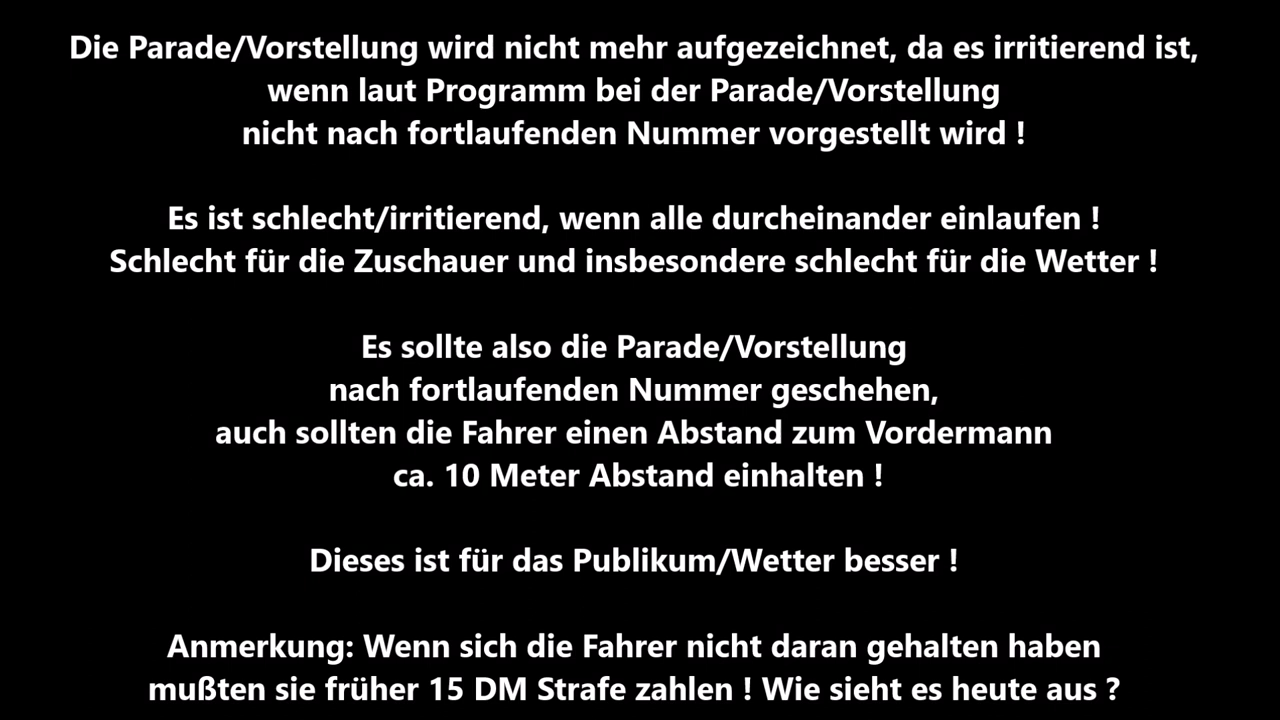 Die Parade/Vorstellung wird nicht mehr aufgezeichnet, da es irritierend ist,
wenn laut Programm bei der Parade/Vorstellung
nicht nach fortlaufenden Nummer vorgestellt wird !
Es ist schlecht/irritierend, wenn alle durcheinander einlaufen !
Schlecht für die Zuschauer und insbesondere schlecht für die Wetter !
Es sollte also die Parade/Vorstellung
nach fortlaufenden Nummer geschehen,
auch sollten die Fahrer einen Abstand zum Vordermann
ca. 10 Meter Abstand einhalten !
Dieses ist für das Publikum/Wetter besser !
Anmerkung: Wenn sich die Fahrer nicht daran gehalten haben
mußten sie früher 15 DM Strafe zahlen ! Wie sieht es heute aus ?